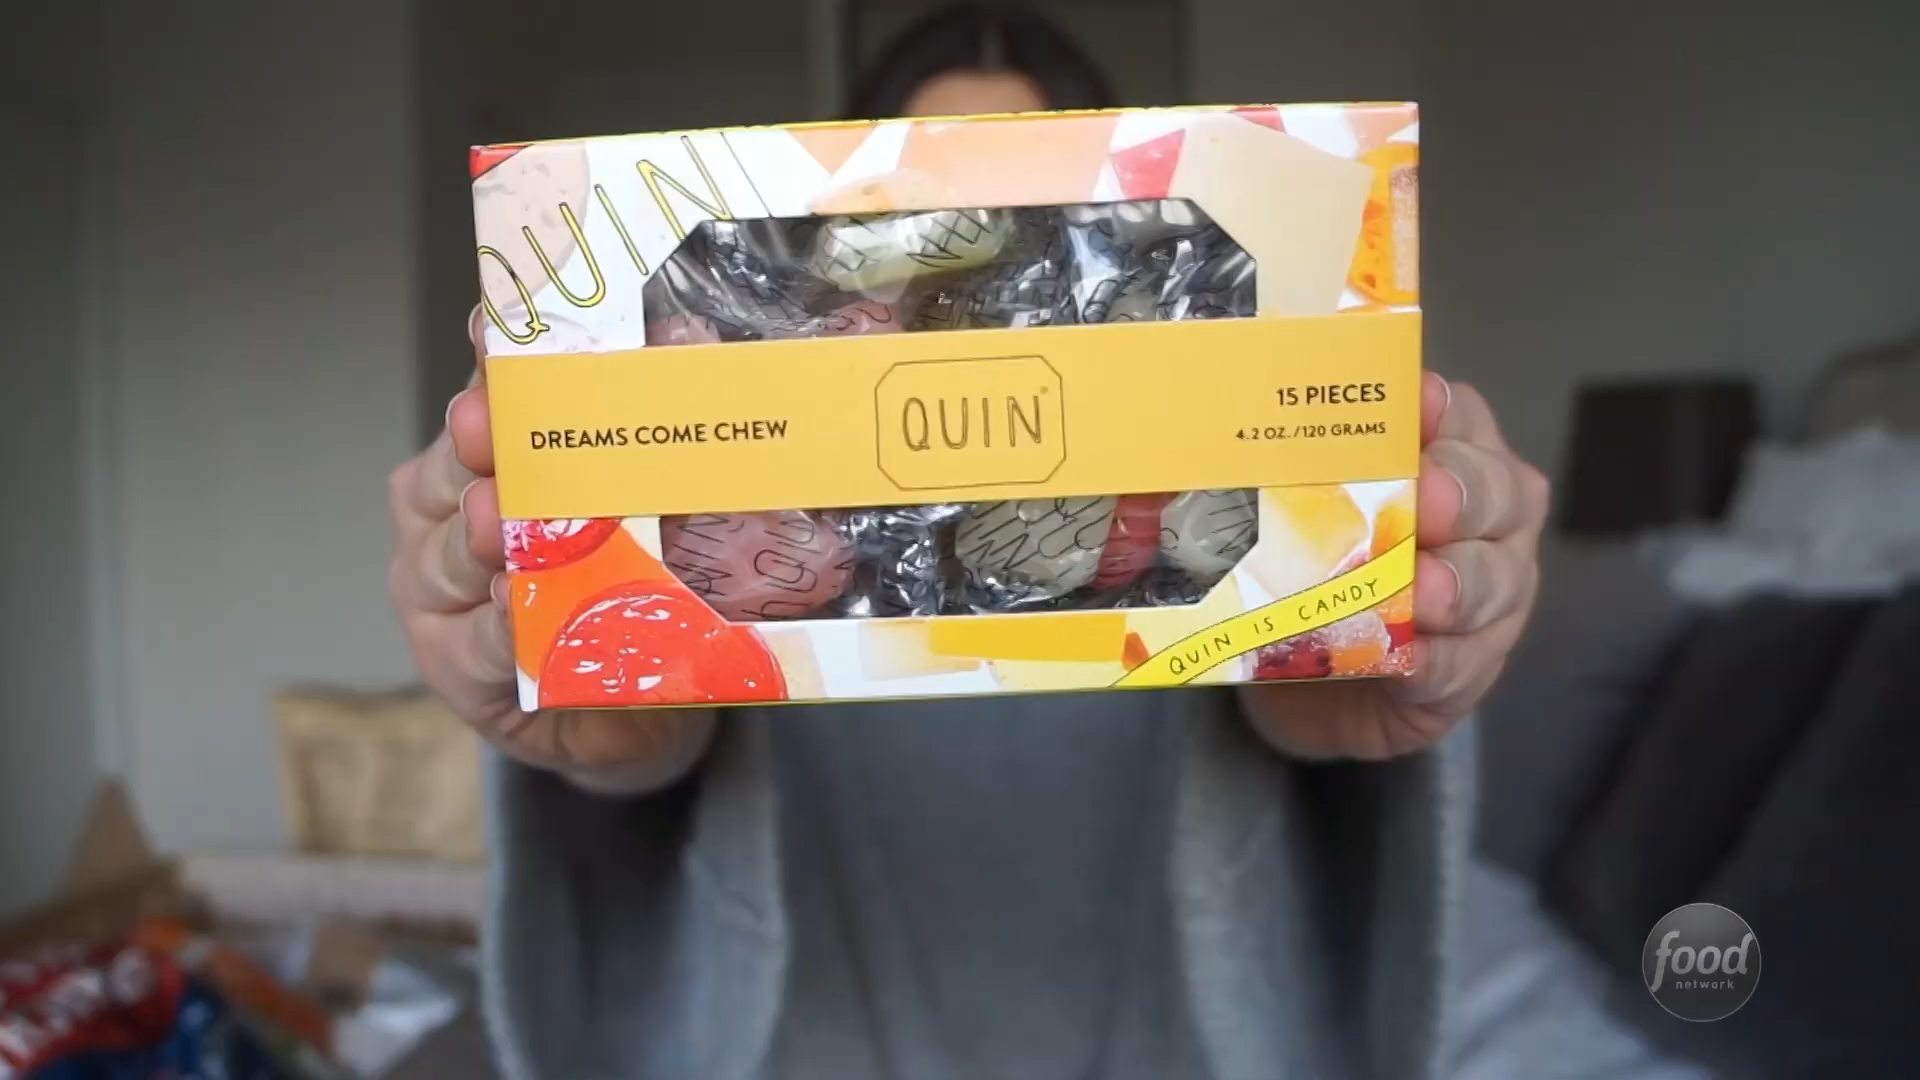 QUIN
DREAMS COME CHEW
QUIN
15 PIECES
4.2 OZ./120 GRAMS
QUIN IS CANDY
food
network